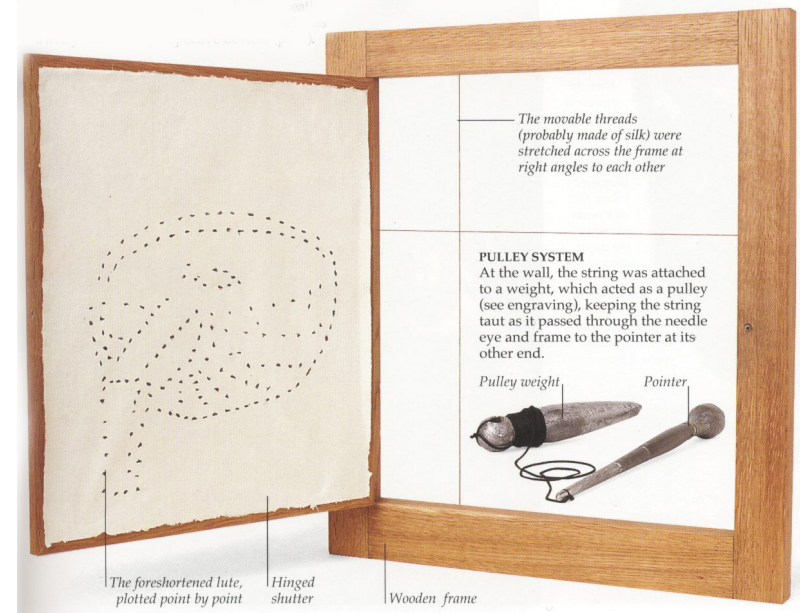 The movable threads
(probably made of silk) were
stretched across the frame at
right angles to each other
PULLEY SYSTEM
At the wall, the string was attached
to a weight, which acted as a pulley
(see engraving), keeping the string
taut as it passed through the needle
eye and frame to the pointer at its
other end.
Pulley weight
Pointer
The foreshortened lute,
plotted point by point
Hinged
shutter
Wooden frame